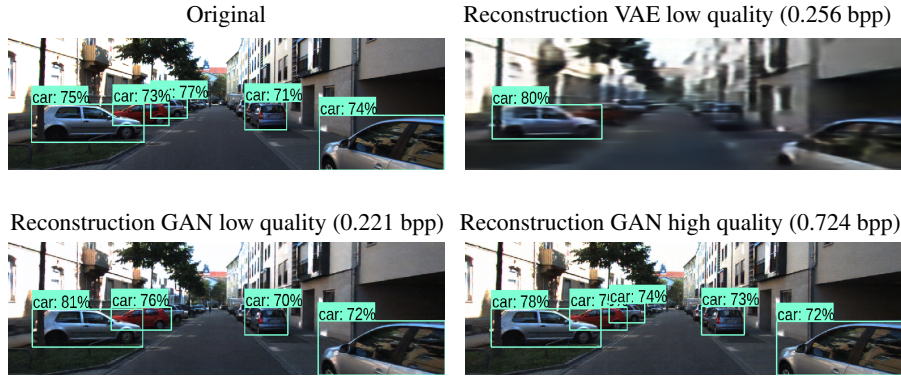 Original
car: 75%
car: 73%
: 77%
car: 71%
car: 74%
Reconstruction VAE low quality (0.256 bpp)
car: 80%
Reconstruction GAN low quality (0.221 bpp)
car: 81%
car: 76%
car: 70%
car: 72%
Reconstruction GAN high quality (0.724 bpp)
car: 78%
car: 74%
car: 73%
car: 72%